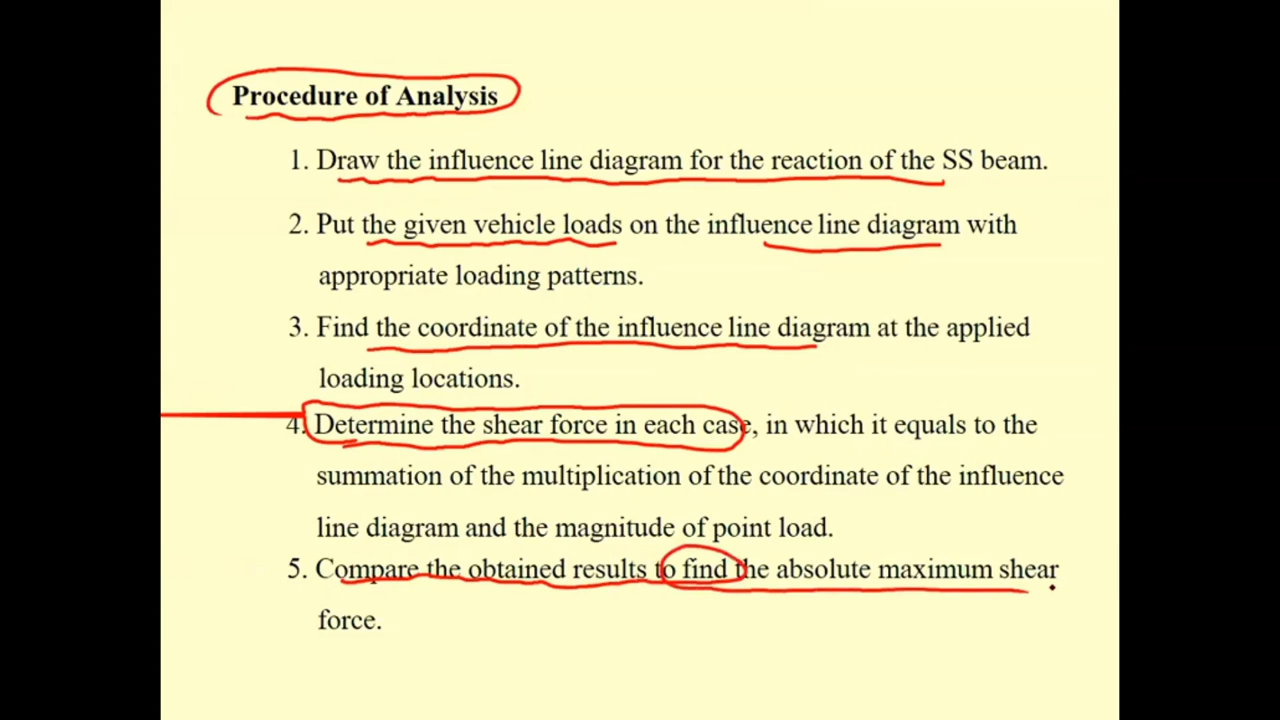 Procedure of Analysis
1. Draw the influence line diagram for the reaction of the SS beam.
2. Put the given vehicle loads on the influence line diagram with
appropriate loading patterns.
3. Find the coordinate of the influence line diagram at the applied
loading locations.
4. Determine the shear force in each case, in which it equals to the
summation of the multiplication of the coordinate of the influence
line diagram and the magnitude of point load.
5. Compare the obtained results to find the absolute maximum shear
force.